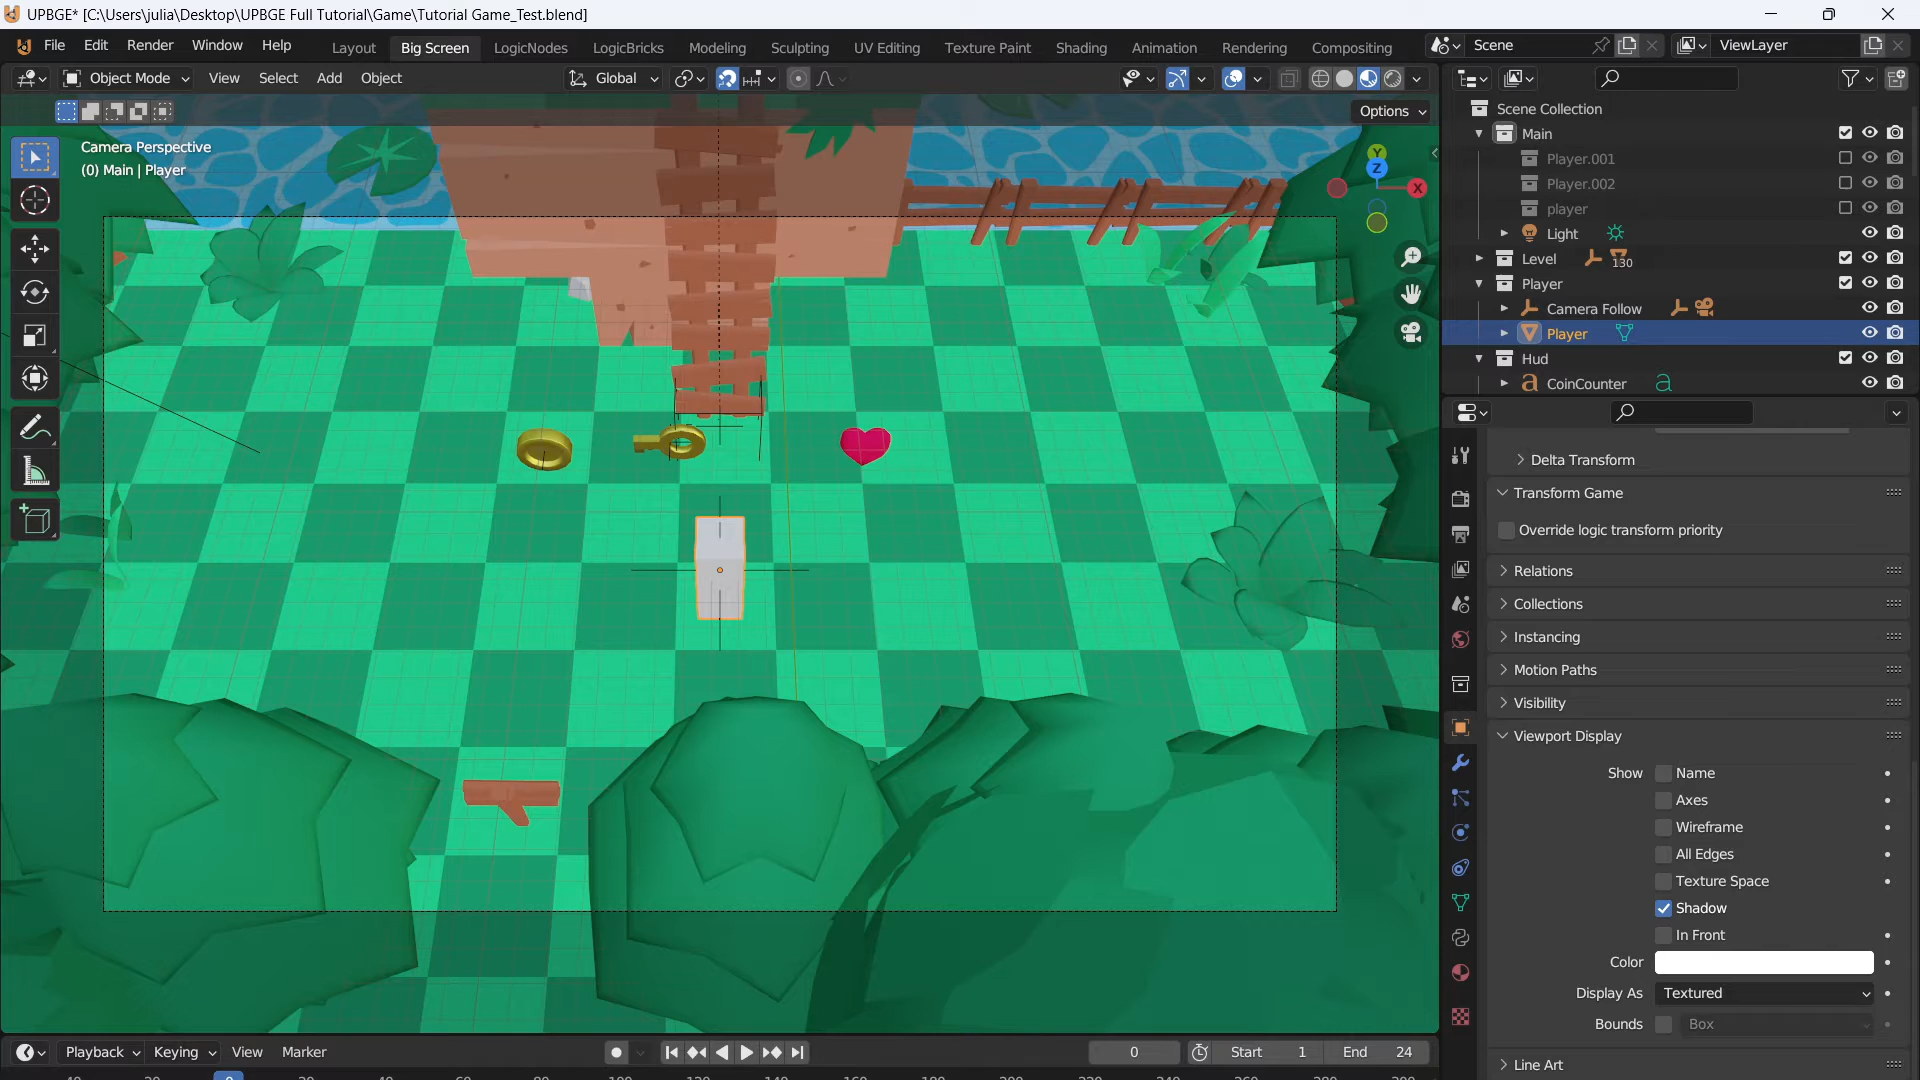 UPBGE* [C:\Users\julia\Desktop\UPBGE Full Tutorial\Game\Tutorial Game_Test.blend]
File Edit Render Window Help Layout Big Screen LogicNodes LogicBricks Modeling Sculpting UV Editing Texture Paint Shading Animation Rendering Compositing Scene ViewLayer
Object Mode View Select Add Object Global
Options
Camera Perspective
(0) Main | Player
Y
Z
X
Scene Collection
Main
Player.001
Player.002
player
Light
Level 130
Player
Camera Follow
Player
Hud
CoinCounter
Delta Transform
Transform Game
Override logic transform priority
Relations
Collections
Instancing
Motion Paths
Visibility
Viewport Display
Show Name
Axes
Wireframe
All Edges
Texture Space
Shadow
In Front
Color
Display As Textured
Bounds Box
Line Art
Playback Keying View Marker 0 Start 1 End 24